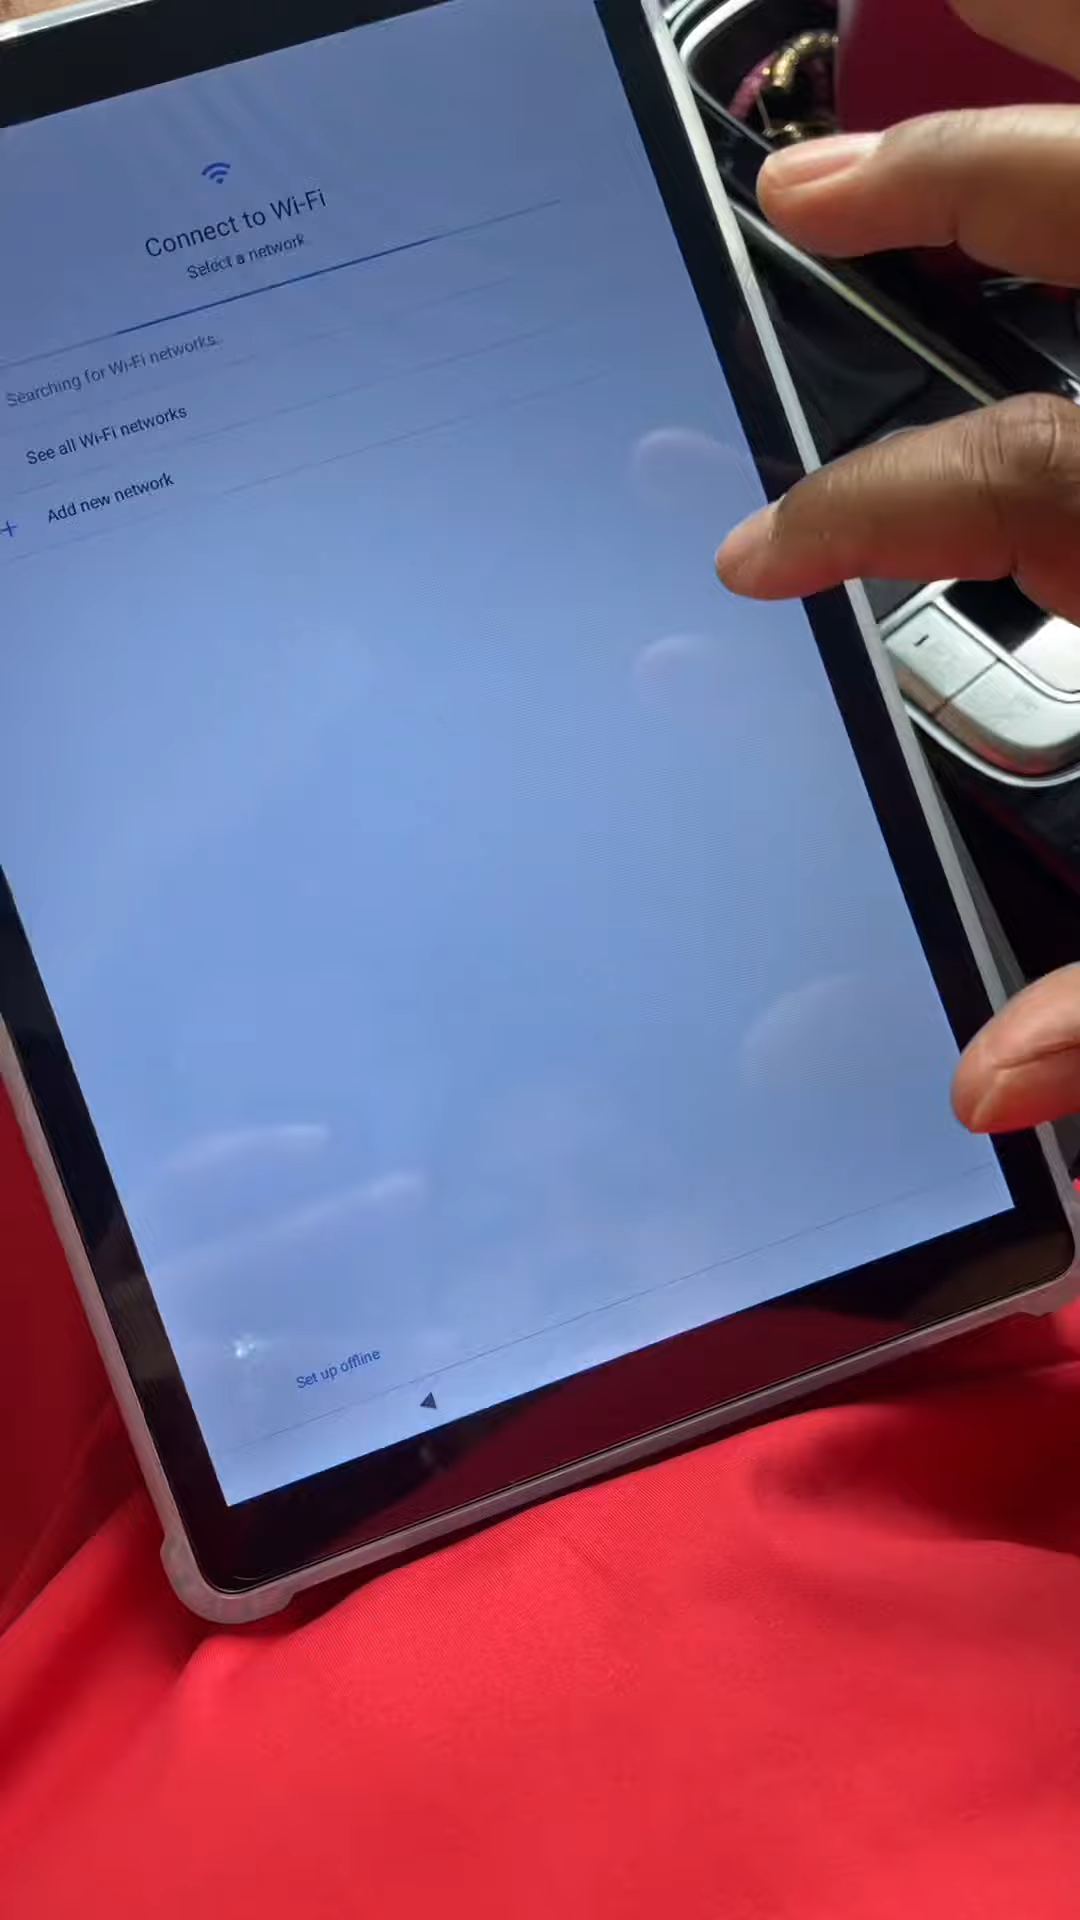 Connect to Wi-Fi
Select a network
Searching for Wi-Fi networks...
See all Wi-Fi networks
+ Add new network
Set up offline